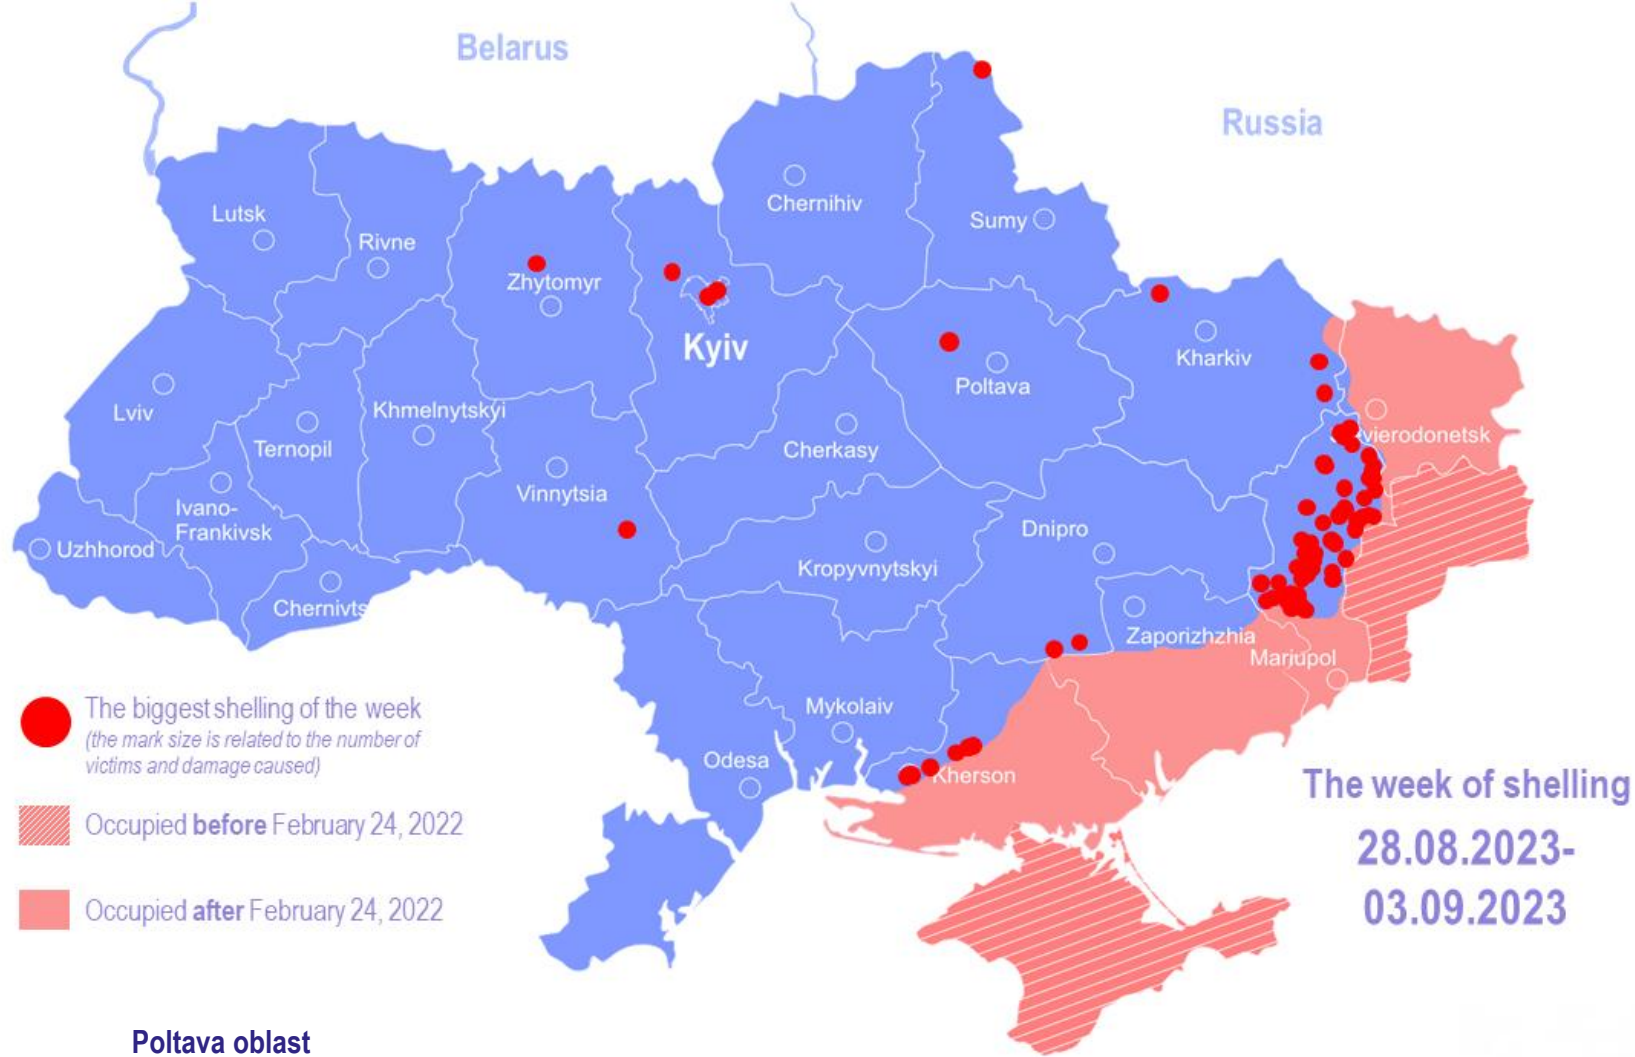 Belarus
Russia
Chernihiv
Lutsk
Sumy
Rivne
Zhytomyr
Kyiv
Kharkiv
Poltava
Lviv
Khmelnytskyi
Ternopil
Cherkasy
vierodonetsk
Vinnytsia
Ivano-
Frankivsk
Dnipro
Uzhhorod
Kropyvnytskyi
Chernivts
Zaporizhzhia
Mariupol
Mykolaiv
Odesa
Kherson
The biggest shelling of the week
(the mark size is related to the number of
victims and damage caused)
Occupied before February 24, 2022
Occupied after February 24, 2022
The week of shelling
28.08.2023-
03.09.2023
Poltava oblast